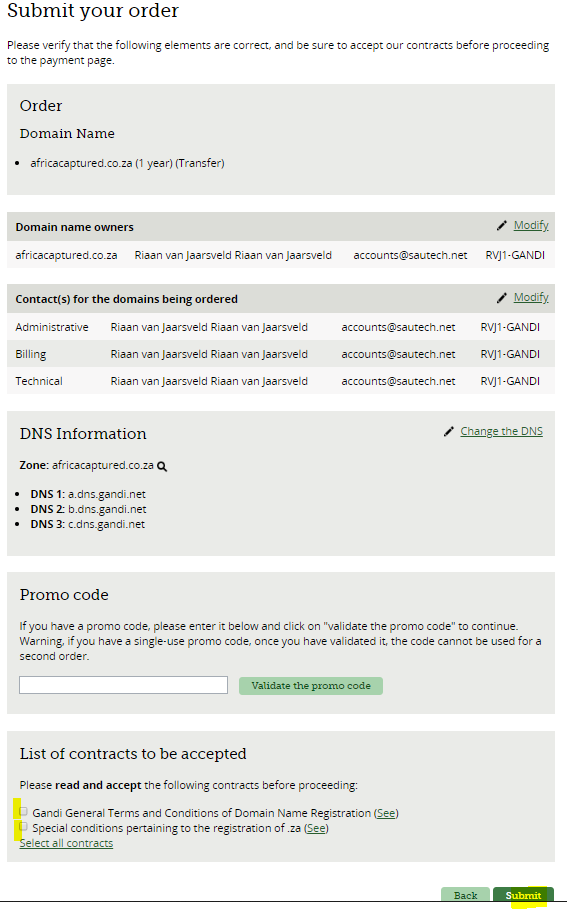 Submit your order
Please verify that the following elements are correct, and be sure to accept our contracts before proceeding
to the payment page.
Order
Domain Name
africacaptured.co.za (1 year) (Transfer)
Domain name owners Modify
africacaptured.co.za Riaan van Jaarsveld Riaan van Jaarsveld accounts@sautech.net RVJ1-GANDI
Contact(s) for the domains being ordered Modify
Administrative Riaan van Jaarsveld Riaan van Jaarsveld accounts@sautech.net RVJ1-GANDI
Billing Riaan van Jaarsveld Riaan van Jaarsveld accounts@sautech.net RVJ1-GANDI
Technical Riaan van Jaarsveld Riaan van Jaarsveld accounts@sautech.net RVJ1-GANDI
DNS Information Change the DNS
Zone: africacaptured.co.za
DNS 1: a.dns.gandi.net
DNS 2: b.dns.gandi.net
DNS 3: c.dns.gandi.net
Promo code
If you have a promo code, please enter it below and click on "validate the promo code" to continue.
Warning, if you have a single-use promo code, once you have validated it, the code cannot be used for a
second order.
Validate the promo code
List of contracts to be accepted
Please read and accept the following contracts before proceeding:
Gandi General Terms and Conditions of Domain Name Registration (See)
Special conditions pertaining to the registration of .za (See)
Select all contracts
Back Submit